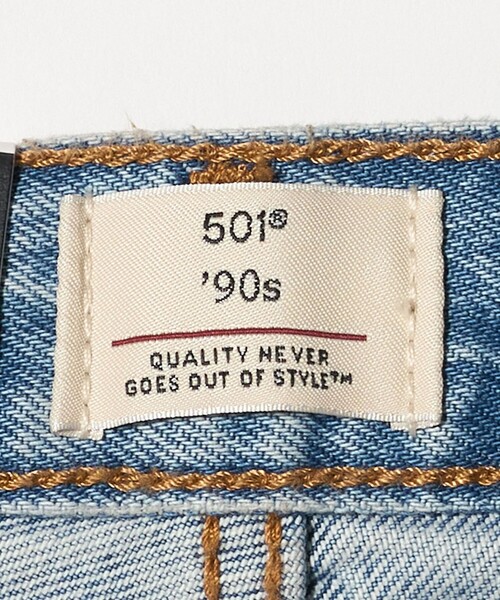 501®
’90s
QUALITY NEVER
GOES OUT OF STYLE™